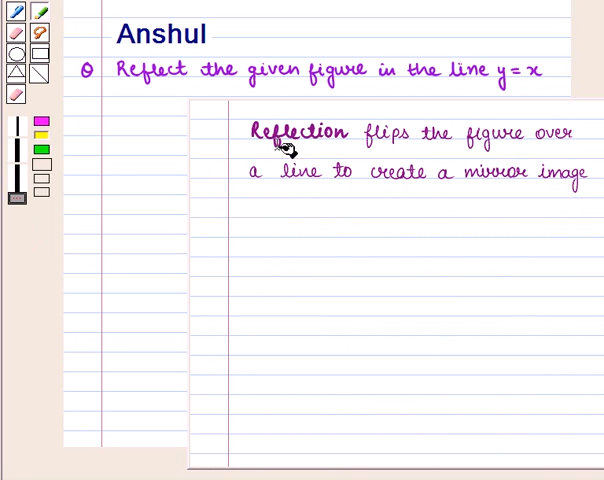 Anshul
Q Reflect the given figure in the line y = x
Reflection flips the figure over
a line to create a mirror image